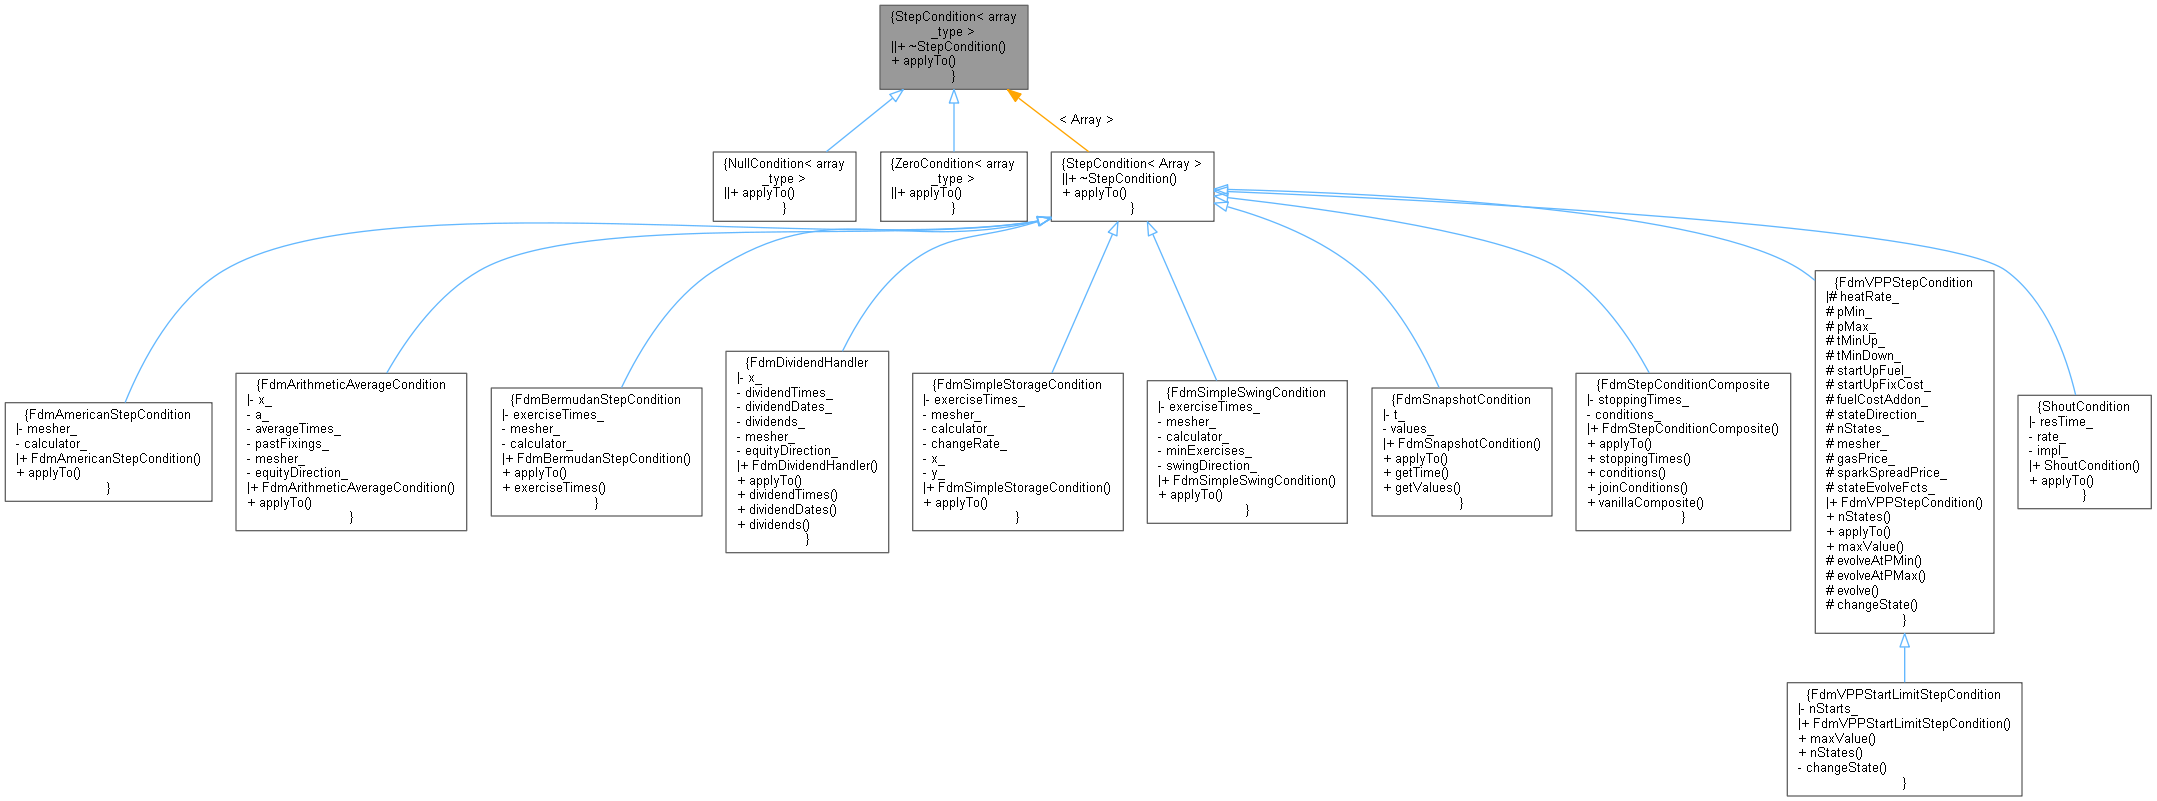 {StepCondition< array
_type >
||+ ~StepCondition()
+ applyTo()
}
< Array >
{NullCondition< array
_type >
||+ applyTo()
}
{ZeroCondition< array
_type >
||+ applyTo()
}
{StepCondition< Array >
||+ ~StepCondition()
+ applyTo()
}
{FdmAmericanStepCondition
|- mesher_
- calculator_
|+ FdmAmericanStepCondition()
+ applyTo()
}
{FdmArithmeticAverageCondition
|- x_
- a_
- averageTimes_
- pastFixings_
- mesher_
- equityDirection_
|+ FdmArithmeticAverageCondition()
+ applyTo()
}
{FdmBermudanStepCondition
|- exerciseTimes_
- mesher_
- calculator_
|+ FdmBermudanStepCondition()
+ applyTo()
+ exerciseTimes()
}
{FdmDividendHandler
|- x_
- dividendTimes_
- dividendDates_
- dividends_
- mesher_
- equityDirection_
|+ FdmDividendHandler()
+ applyTo()
+ dividendTimes()
+ dividendDates()
+ dividends()
}
{FdmSimpleStorageCondition
|- exerciseTimes_
- mesher_
- calculator_
- changeRate_
- x_
- y_
|+ FdmSimpleStorageCondition()
+ applyTo()
}
{FdmSimpleSwingCondition
|- exerciseTimes_
- mesher_
- calculator_
- minExercises_
- swingDirection_
|+ FdmSimpleSwingCondition()
+ applyTo()
}
{FdmSnapshotCondition
|- t_
- values_
|+ FdmSnapshotCondition()
+ applyTo()
+ getTime()
+ getValues()
}
{FdmStepConditionComposite
|- stoppingTimes_
- conditions_
|+ FdmStepConditionComposite()
+ applyTo()
+ stoppingTimes()
+ conditions()
+ joinConditions()
+ vanillaComposite()
}
{FdmVPPStepCondition
|# heatRate_
# pMin_
# pMax_
# tMinUp_
# tMinDown_
# startUpFuel_
# startUpFixCost_
# fuelCostAddon_
# stateDirection_
# nStates_
# mesher_
# gasPrice_
# sparkSpreadPrice_
# stateEvolveFcts_
|+ FdmVPPStepCondition()
+ nStates()
+ applyTo()
+ maxValue()
# evolveAtPMin()
# evolveAtPMax()
# evolve()
# changeState()
}
{ShoutCondition
|- resTime_
- rate_
- impl_
|+ ShoutCondition()
+ applyTo()
}
{FdmVPPStartLimitStepCondition
|- nStarts_
|+ FdmVPPStartLimitStepCondition()
+ maxValue()
+ nStates()
- changeState()
}